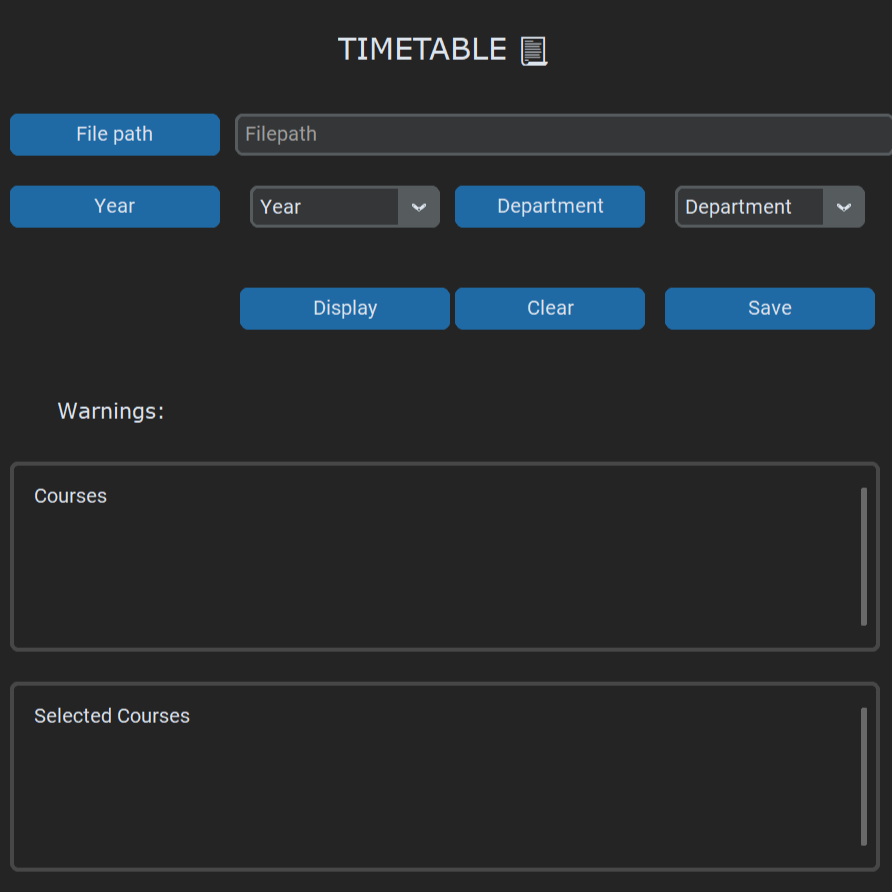 TIMETABLE
File path Filepath
Year Year Department Department
Display Clear Save
Warnings:
Courses
Selected Courses